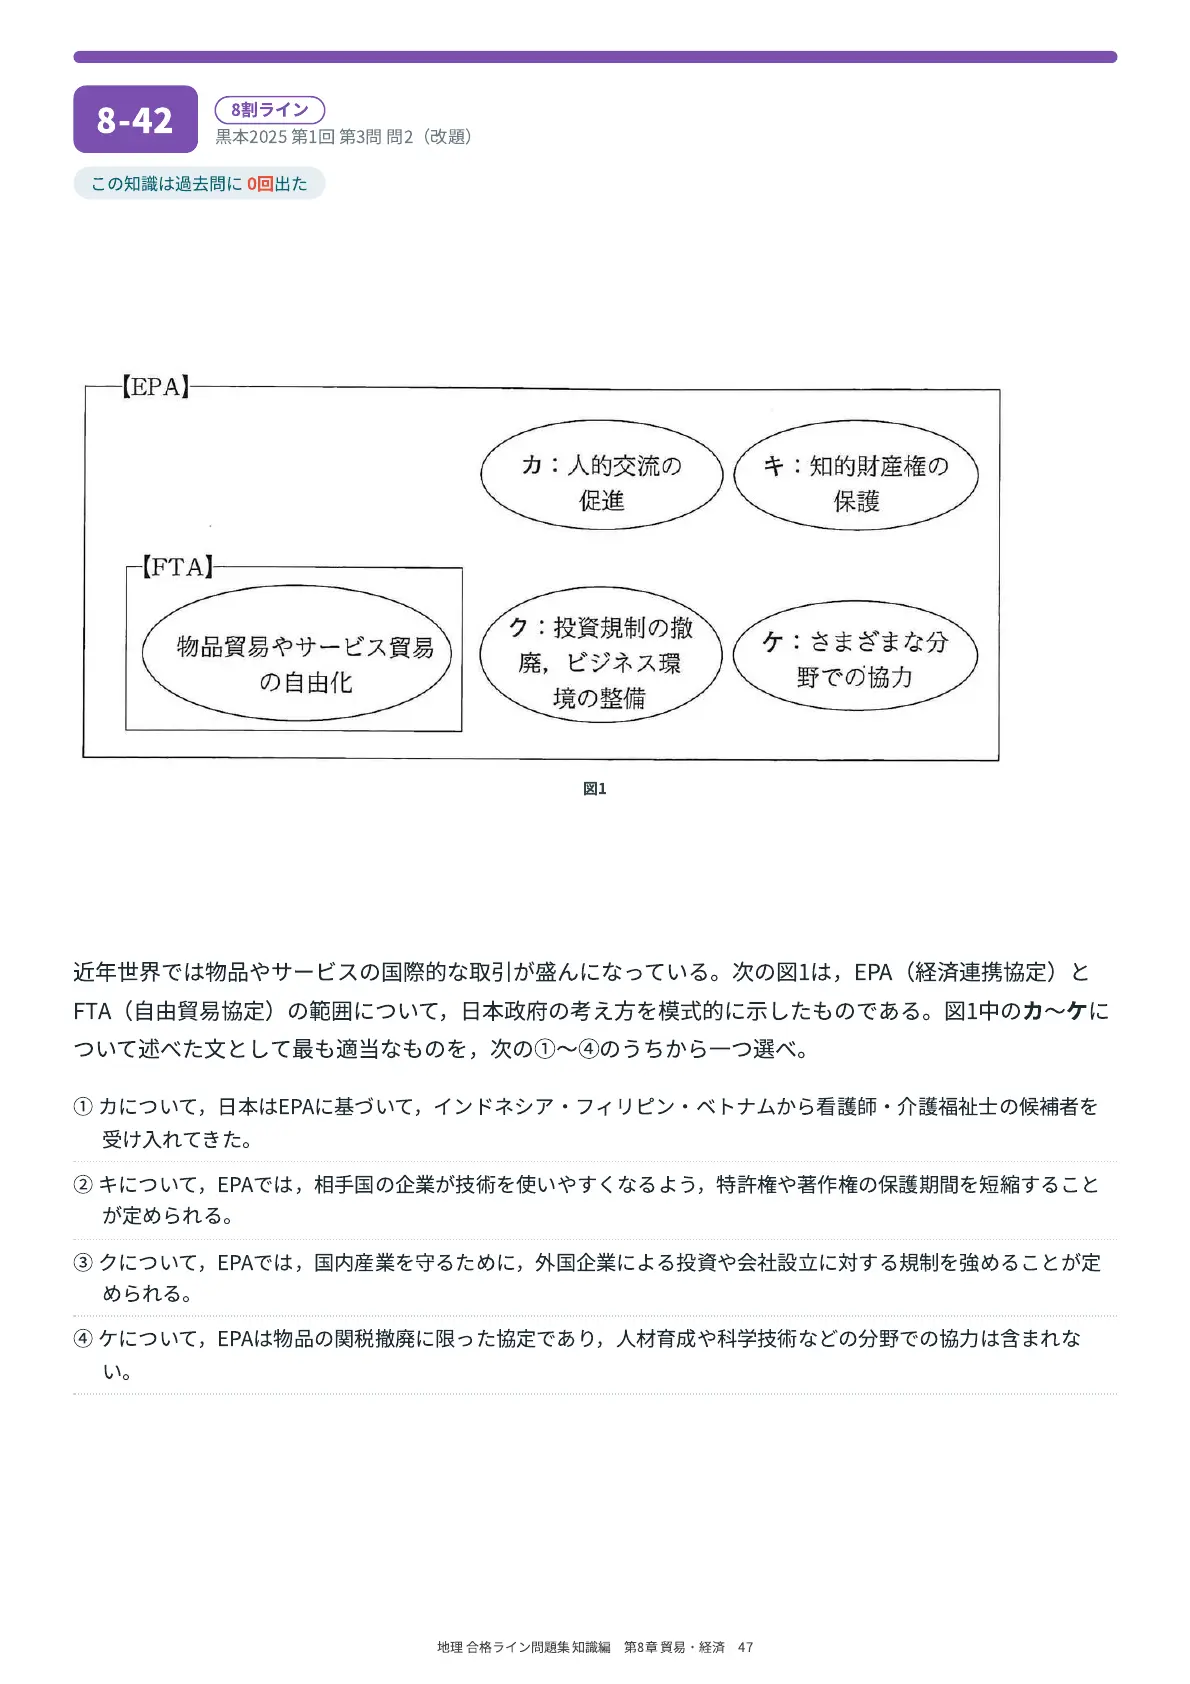 8-42
8割ライン
黒本2025 第1回 第3問 問2（改題）
この知識は過去問に 0回出た
【EPA】
カ：人的交流の
促進
キ：知的財産権の
保護
【FTA】
物品貿易やサービス貿易
の自由化
ク：投資規制の撤
廃，ビジネス環
境の整備
ケ：さまざまな分
野での協力
図1
近年世界では物品やサービスの国際的な取引が盛んになっている。次の図1は，EPA（経済連携協定）と
FTA（自由貿易協定）の範囲について，日本政府の考え方を模式的に示したものである。図1中のカ～ケに
ついて述べた文として最も適当なものを，次の①～④のうちから一つ選べ。
① カについて，日本はEPAに基づいて，インドネシア・フィリピン・ベトナムから看護師・介護福祉士の候補者を
受け入れてきた。
② キについて，EPAでは，相手国の企業が技術を使いやすくなるよう，特許権や著作権の保護期間を短縮すること
が定められる。
③ クについて，EPAでは，国内産業を守るために，外国企業による投資や会社設立に対する規制を強めることが定
められる。
④ ケについて，EPAは物品の関税撤廃に限った協定であり，人材育成や科学技術などの分野での協力は含まれな
い。
地理 合格ライン問題集 知識編　第8章 貿易・経済　47